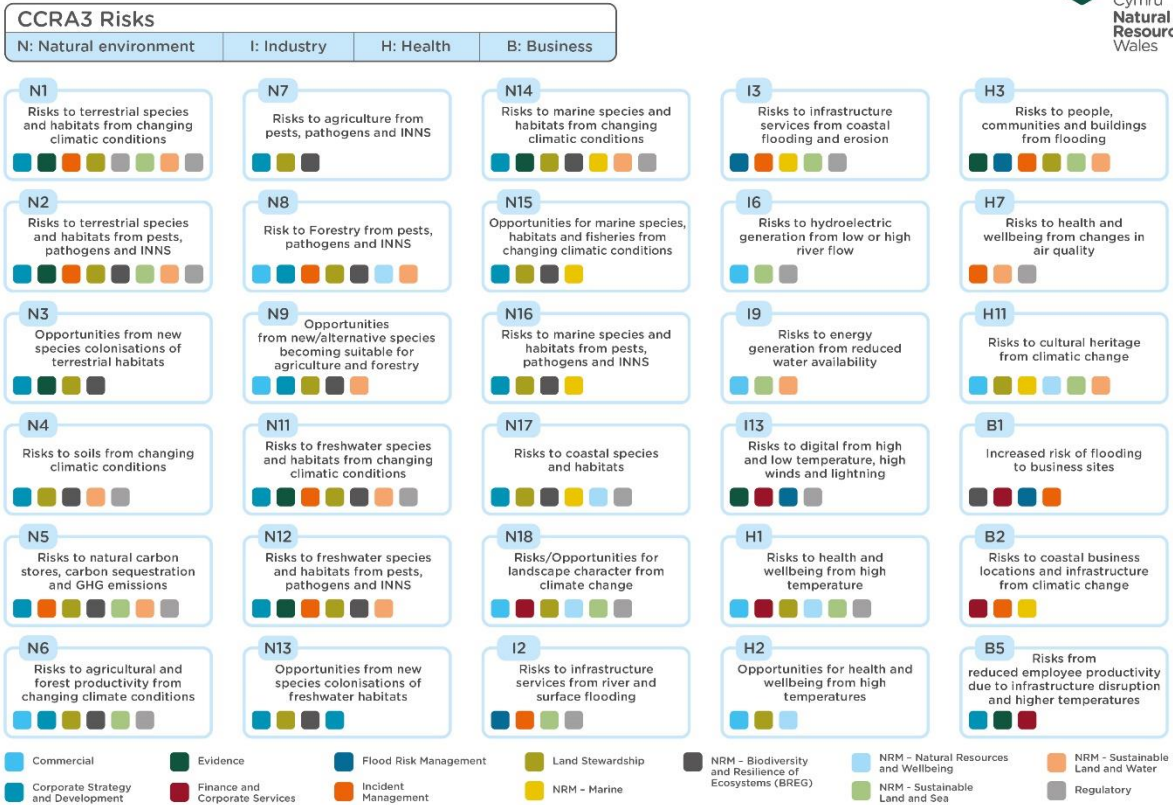 CCRA3 Risks
N: Natural environment
I: Industry
H: Health
B: Business
Cymru
Natural
Resourc
Wales
N1
Risks to terrestrial species
and habitats from changing
climatic conditions
N7
Risks to agriculture from
pests, pathogens and INNS
N14
Risks to marine species and
habitats from changing
climatic conditions
I3
Risks to infrastructure
services from coastal
flooding and erosion
H3
Risks to people,
communities and buildings
from flooding
N2
Risks to terrestrial species
and habitats from pests,
pathogens and INNS
N8
Risk to Forestry from pests,
pathogens and INNS
N15
Opportunities for marine species,
habitats and fisheries from
changing climatic conditions
I6
Risks to hydroelectric
generation from low or high
river flow
H7
Risks to health and
wellbeing from changes in
air quality
N3
Opportunities from new
species colonisations of
terrestrial habitats
N9
Opportunities
from new/alternative species
becoming suitable for
agriculture and forestry
N16
Risks to marine species and
habitats from pests,
pathogens and INNS
I9
Risks to energy
generation from reduced
water availability
H11
Risks to cultural heritage
from climatic change
N4
Risks to soils from changing
climatic conditions
N11
Risks to freshwater species
and habitats from changing
climatic conditions
N17
Risks to coastal species
and habitats
I13
Risks to digital from high
and low temperature, high
winds and lightning
B1
Increased risk of flooding
to business sites
N5
Risks to natural carbon
stores, carbon sequestration
and GHG emissions
N12
Risks to freshwater species
and habitats from pests,
pathogens and INNS
N18
Risks/Opportunities for
landscape character from
climate change
H1
Risks to health and
wellbeing from high
temperature
B2
Risks to coastal business
locations and infrastructure
from climatic change
N6
Risks to agricultural and
forest productivity from
changing climate conditions
N13
Opportunities from new
species colonisations of
freshwater habitats
I2
Risks to infrastructure
services from river and
surface flooding
H2
Opportunities for health and
wellbeing from high
temperatures
B5
Risks from
reduced employee productivity
due to infrastructure disruption
and higher temperatures
Commercial
Evidence
Flood Risk Management
Land Stewardship
NRM – Biodiversity
and Resilience of
Ecosystems (BREG)
NRM – Natural Resources
and Wellbeing
NRM - Sustainable
Land and Water
Corporate Strategy
and Development
Finance and
Corporate Services
Incident
Management
NRM – Marine
NRM - Sustainable
Land and Sea
Regulatory